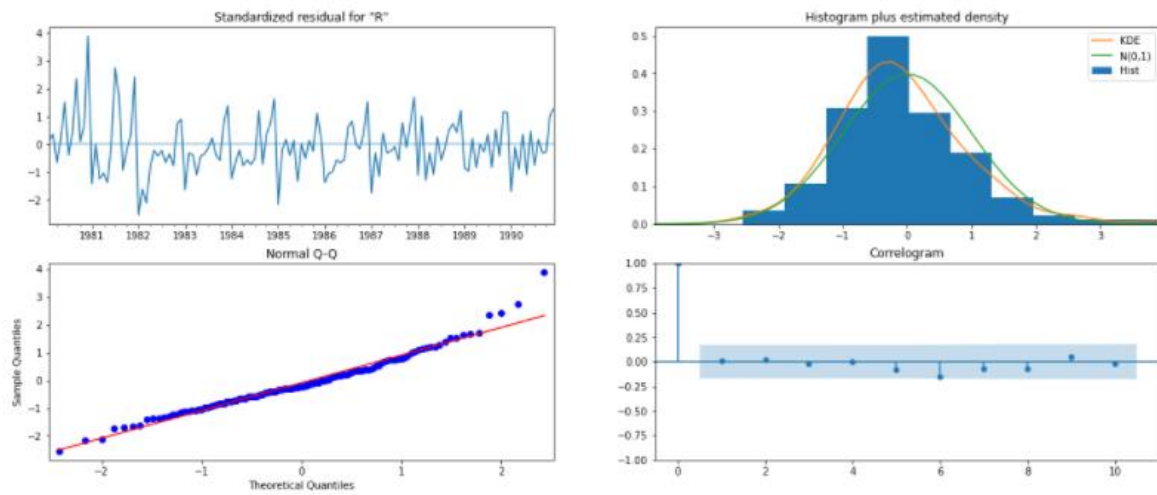 Standardized residual for "R"
4
3
2
1
0
−1
−2
1981 1982 1983 1984 1985 1986 1987 1988 1989 1990
Histogram plus estimated density
KDE
N(0,1)
Hist
0.5
0.4
0.3
0.2
0.1
0.0
−3 −2 −1 0 1 2 3
Normal Q-Q
Sample Quantiles
4
3
2
1
0
−1
−2
−2 −1 0 1 2
Theoretical Quantiles
Correlogram
1.00
0.75
0.50
0.25
0.00
−0.25
−0.50
−0.75
−1.00
0 2 4 6 8 10